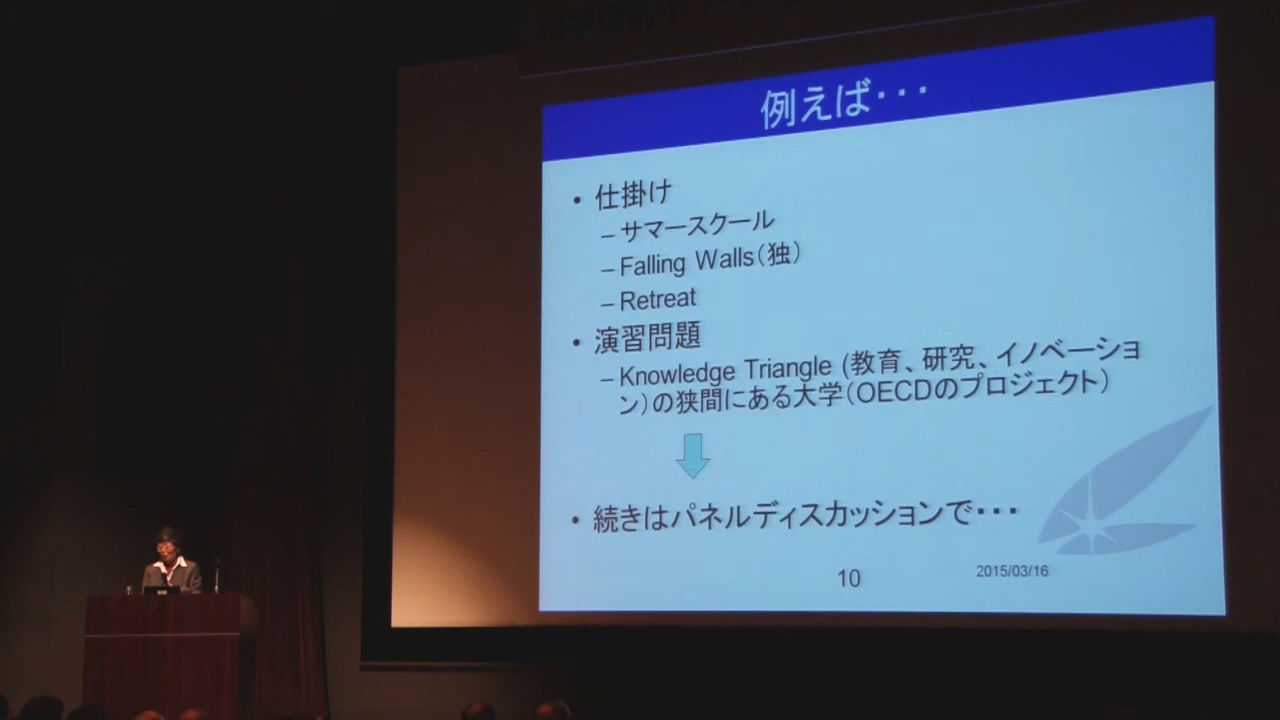 例えば・・・
• 仕掛け
– サマースクール
– Falling Walls(独)
– Retreat
• 演習問題
– Knowledge Triangle (教育、研究、イノベーショ
ン)の狭間にある大学(OECDのプロジェクト)
• 続きはパネルディスカッションで・・・
10
2015/03/16